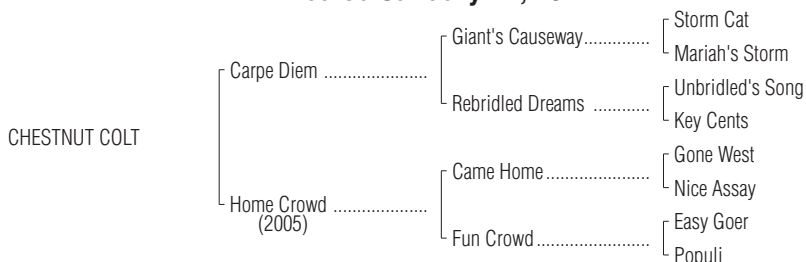 Storm Cat
Giant's Causeway..............
Mariah's Storm
Carpe Diem ......................
Unbridled's Song
Rebridled Dreams ............
Key Cents
CHESTNUT COLT
Gone West
Came Home......................
Nice Assay
Home Crowd ....................
(2005)
Easy Goer
Fun Crowd........................
Populi